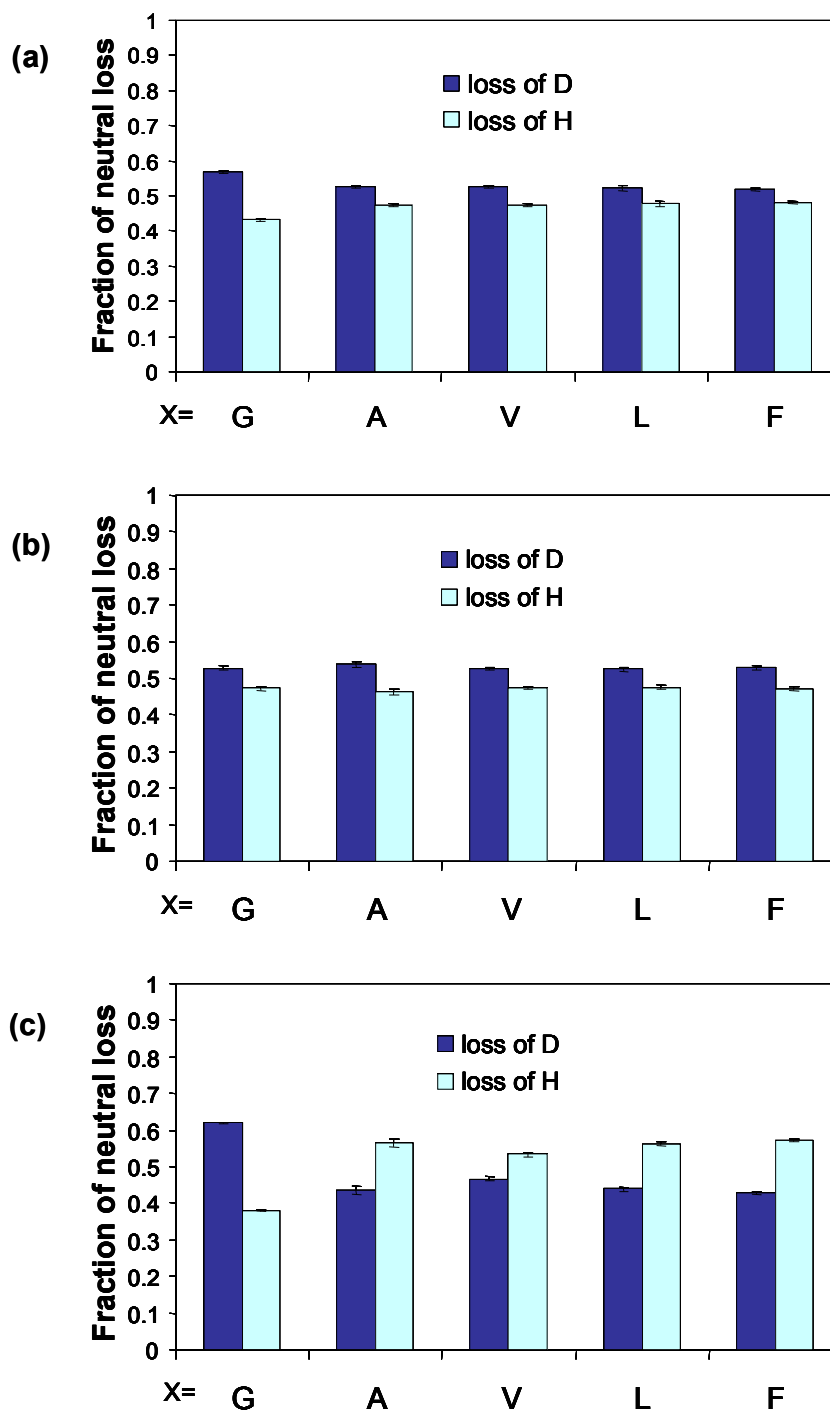 (a)
Fraction of neutral loss
1
0.9
0.8
0.7
0.6
0.5
0.4
0.3
0.2
0.1
0
loss of D
loss of H
X= G A V L F
(b)
Fraction of neutral loss
1
0.9
0.8
0.7
0.6
0.5
0.4
0.3
0.2
0.1
0
loss of D
loss of H
X= G A V L F
(c)
Fraction of neutral loss
1
0.9
0.8
0.7
0.6
0.5
0.4
0.3
0.2
0.1
0
loss of D
loss of H
X= G A V L F